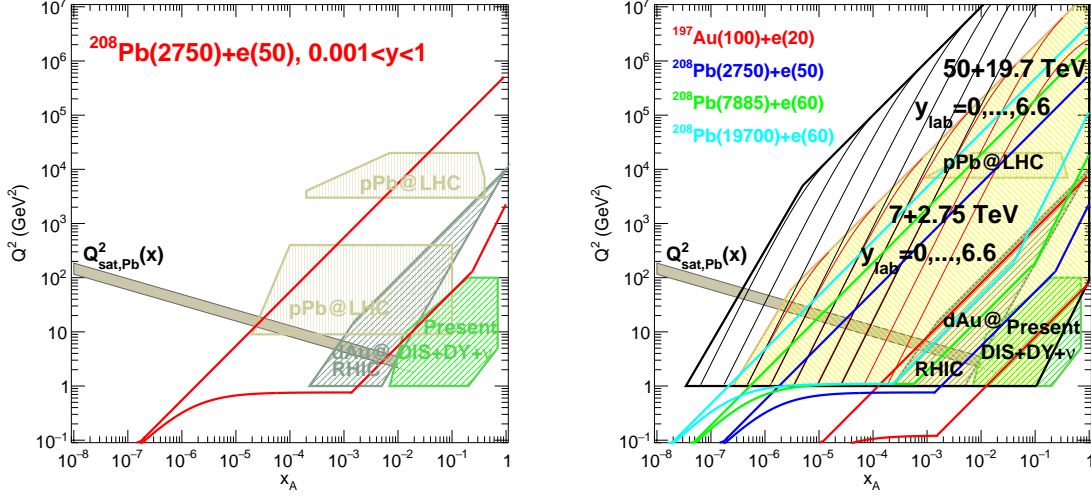 ²⁰⁸Pb(2750)+e(50), 0.001<y<1
Q² (GeV²)
10⁷
10⁶
10⁵
10⁴
10³
10²
10
1
10⁻¹
pPb@LHC
Q²sat,Pb(x)
pPb@LHC
Present
dAu@ DIS+DY+ν
RHIC
10⁻⁸ 10⁻⁷ 10⁻⁶ 10⁻⁵ 10⁻⁴ 10⁻³ 10⁻² 10⁻¹ 1
x_A
¹⁹⁷Au(100)+e(20)
²⁰⁸Pb(2750)+e(50)
²⁰⁸Pb(7885)+e(60)
²⁰⁸Pb(19700)+e(60)
50+19.7 TeV
y_lab=0,...,6.6
Q² (GeV²)
10⁷
10⁶
10⁵
10⁴
10³
10²
10
1
10⁻¹
pPb@LHC
7+2.75 TeV
y_lab=0,...,6.6
Q²sat,Pb(x)
dAu@ Present
DIS+DY+ν
RHIC
10⁻⁸ 10⁻⁷ 10⁻⁶ 10⁻⁵ 10⁻⁴ 10⁻³ 10⁻² 10⁻¹ 1
x_A